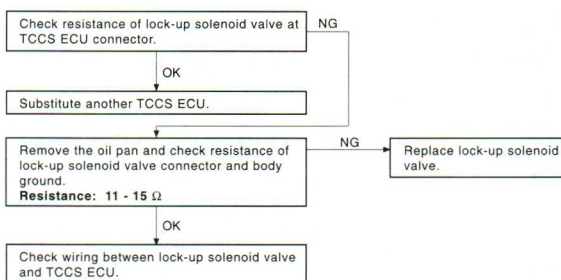 Check resistance of lock-up solenoid valve at
TCCS ECU connector.
NG
OK
Substitute another TCCS ECU.
Remove the oil pan and check resistance of
lock-up solenoid valve connector and body
ground.
Resistance: 11 - 15 Ω
NG
Replace lock-up solenoid
valve.
OK
Check wiring between lock-up solenoid valve
and TCCS ECU.